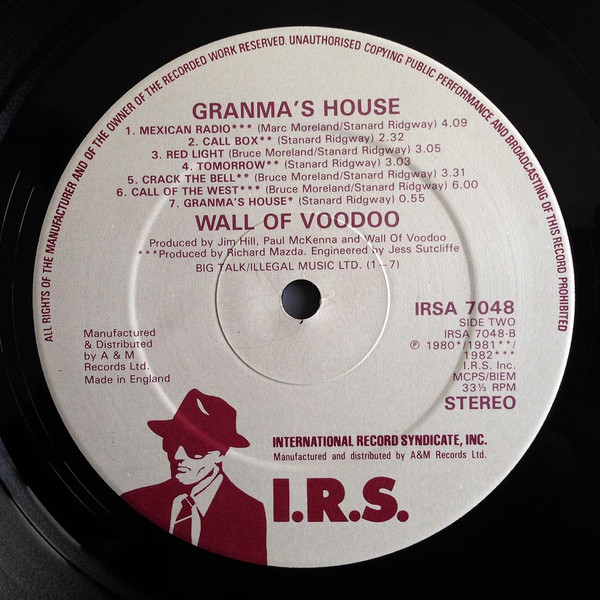 ALL RIGHTS OF THE MANUFACTURER AND OF THE OWNER OF THE RECORDED WORK RESERVED. UNAUTHORISED COPYING PUBLIC PERFORMANCE AND BROADCASTING OF THIS RECORD PROHIBITED
GRANMA'S HOUSE
1. MEXICAN RADIO*** (Marc Moreland/Stanard Ridgway) 4.09
2. CALL BOX** (Stanard Ridgway) 2.32
3. RED LIGHT (Bruce Moreland/Stanard Ridgway) 3.05
4. TOMORROW** (Stanard Ridgway) 3.03
5. CRACK THE BELL** (Bruce Moreland/Stanard Ridgway) 3.31
6. CALL OF THE WEST*** (Bruce Moreland/Stanard Ridgway) 6.00
7. GRANMA'S HOUSE* (Stanard Ridgway) 0.55
WALL OF VOODOO
Produced by Jim Hill, Paul McKenna and Wall Of Voodoo
***Produced by Richard Mazda. Engineered by Jess Sutcliffe
BIG TALK/ILLEGAL MUSIC LTD. (1–7)
Manufactured
& Distributed
by A & M
Records Ltd.
Made in England
IRSA 7048
SIDE TWO
IRSA 7048-B
℗ 1980*/1981**/
1982***
I.R.S. Inc.
MCPS/BIEM
33⅓ RPM
STEREO
INTERNATIONAL RECORD SYNDICATE, INC.
Manufactured and distributed by A&M Records Ltd.
I.R.S.